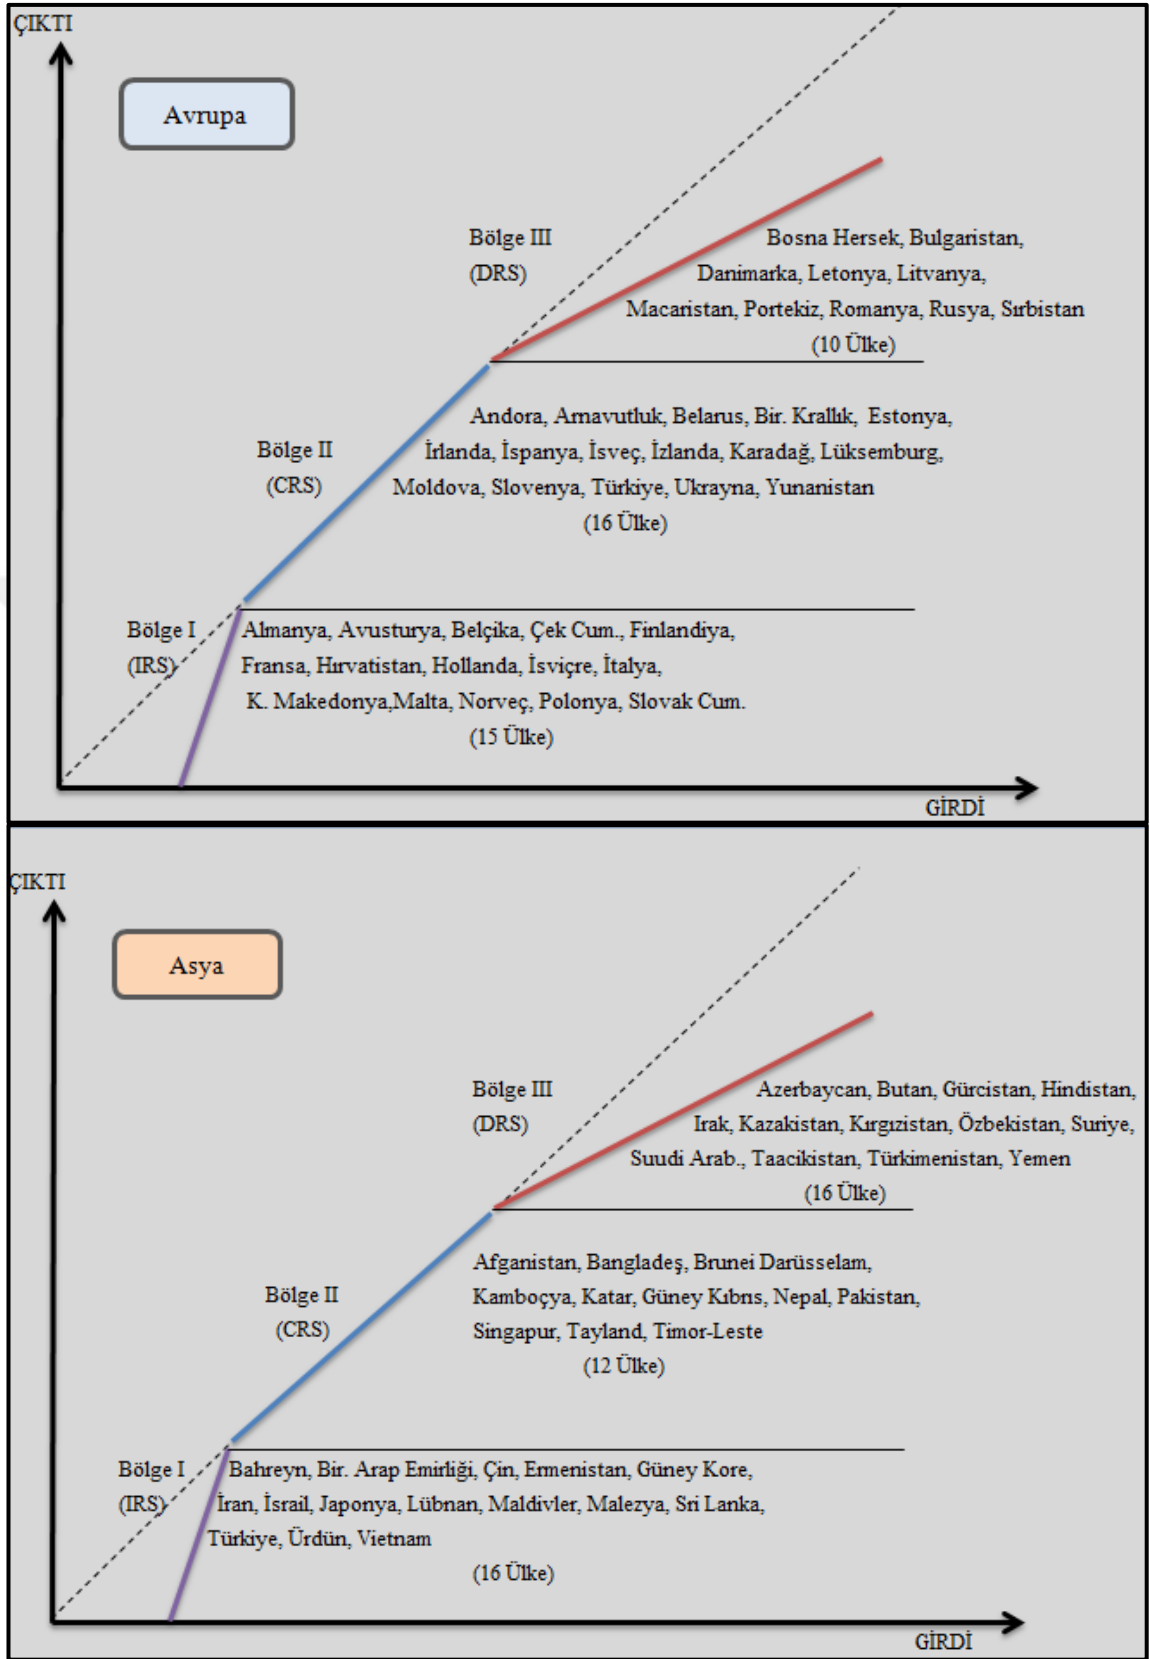 ÇIKTI
Avrupa
Bölge III
(DRS)
Bosna Hersek, Bulgaristan,
Danimarka, Letonya, Litvanya,
Macaristan, Portekiz, Romanya, Rusya, Sırbistan
(10 Ülke)
Bölge II
(CRS)
Andora, Arnavutluk, Belarus, Bir. Krallık, Estonya,
İrlanda, İspanya, İsveç, İzlanda, Karadağ, Lüksemburg,
Moldova, Slovenya, Türkiye, Ukrayna, Yunanistan
(16 Ülke)
Bölge I
(IRS)
Almanya, Avusturya, Belçika, Çek Cum., Finlandiya,
Fransa, Hırvatistan, Hollanda, İsviçre, İtalya,
K. Makedonya,Malta, Norveç, Polonya, Slovak Cum.
(15 Ülke)
GİRDİ
ÇIKTI
Asya
Bölge III
(DRS)
Azerbaycan, Butan, Gürcistan, Hindistan,
Irak, Kazakistan, Kırgızistan, Özbekistan, Suriye,
Suudi Arab., Taacikistan, Türkimenistan, Yemen
(16 Ülke)
Bölge II
(CRS)
Afganistan, Bangladeş, Brunei Darüsselam,
Kamboçya, Katar, Güney Kıbrıs, Nepal, Pakistan,
Singapur, Tayland, Timor-Leste
(12 Ülke)
Bölge I
(IRS)
Bahreyn, Bir. Arap Emirliği, Çin, Ermenistan, Güney Kore,
İran, İsrail, Japonya, Lübnan, Maldivler, Malezya, Sri Lanka,
Türkiye, Ürdün, Vietnam
(16 Ülke)
GİRDİ